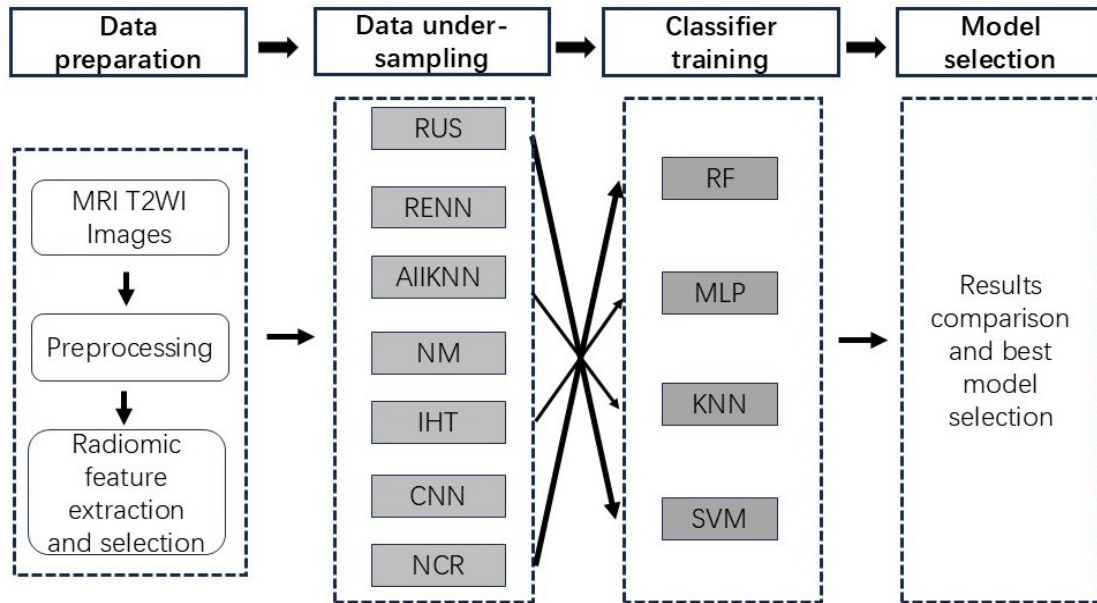 Data
preparation
Data under-
sampling
Classifier
training
Model
selection
MRI T2WI
Images
Preprocessing
Radiomic
feature
extraction
and selection
RUS
RENN
AllKNN
NM
IHT
CNN
NCR
RF
MLP
KNN
SVM
Results
comparison
and best
model
selection